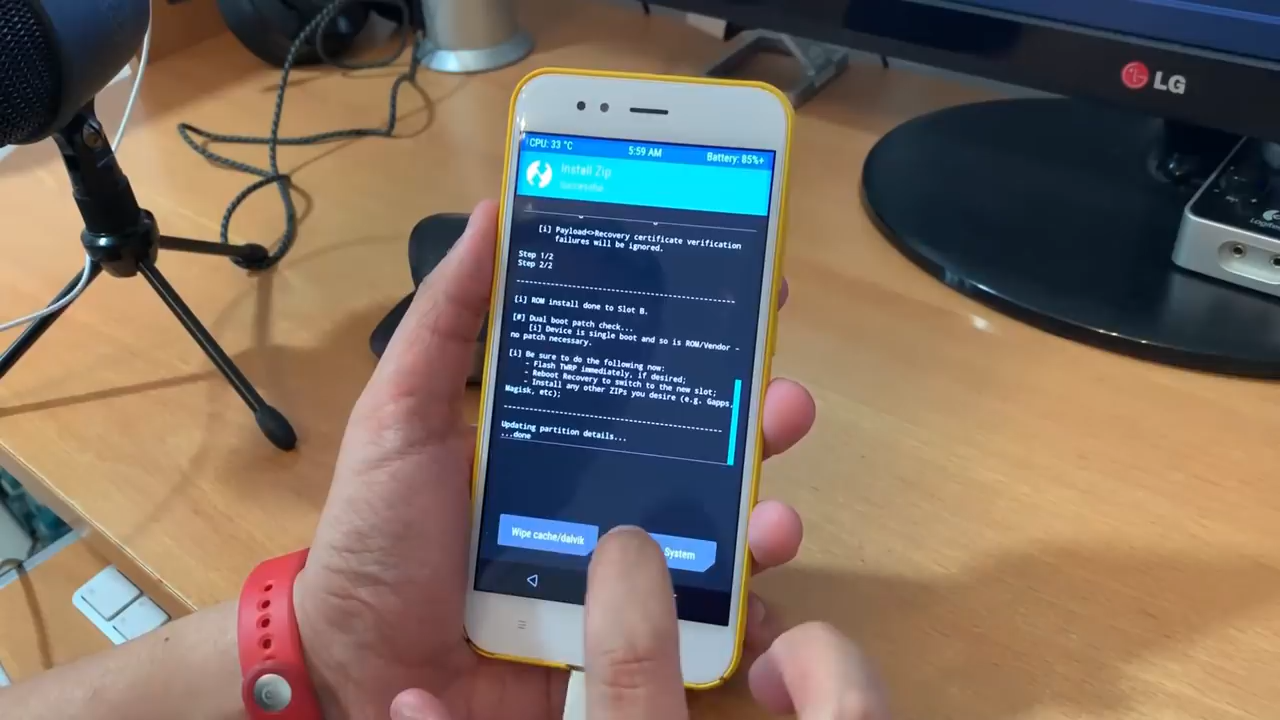 CPU: 33 °C
5:59 AM
Battery: 85%+
Install Zip
Successful
[i] Payload<>Recovery certificate verification
failures will be ignored.
Step 1/2
Step 2/2
[i] ROM install done to Slot B.
[#] Dual boot patch check...
[i] Device is single boot and so is ROM/Vendor -
no patch necessary.
[i] Be sure to do the following now:
- Flash TWRP immediately, if desired;
- Reboot Recovery to switch to the new slot;
- Install any other ZIPs you desire (e.g. Gapps,
Magisk, etc);
Updating partition details...
...done
Wipe cache/dalvik
System
LG